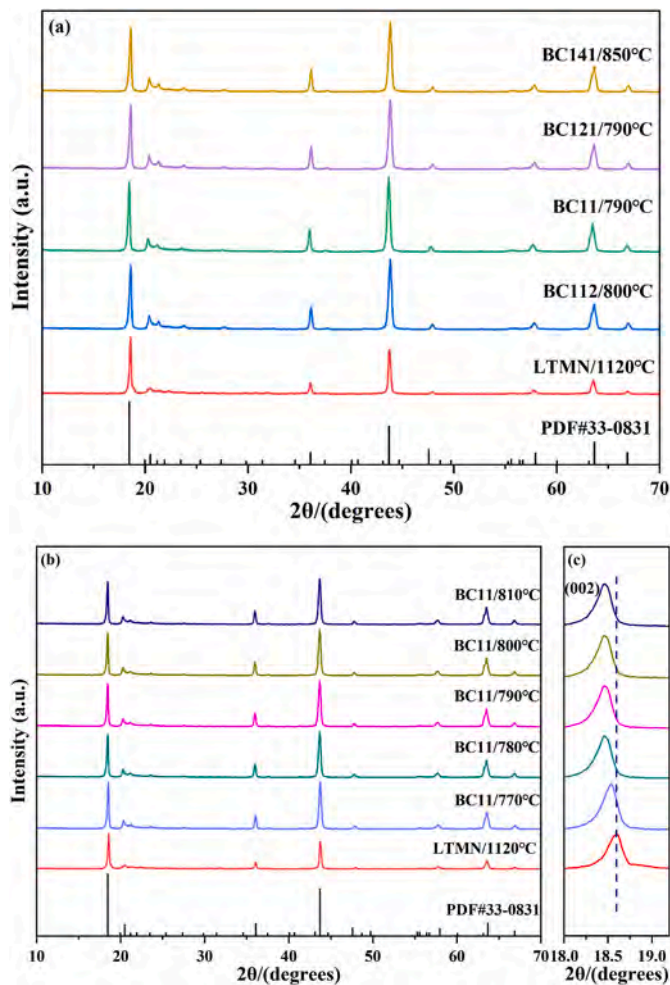 (a)
BC141/850°C
BC121/790°C
BC11/790°C
BC112/800°C
LTMN/1120°C
PDF#33-0831
Intensity (a.u.)
10 20 30 40 50 60 70
2θ/(degrees)
(b)
BC11/810°C
BC11/800°C
BC11/790°C
BC11/780°C
BC11/770°C
LTMN/1120°C
PDF#33-0831
Intensity (a.u.)
10 20 30 40 50 60 70
2θ/(degrees)
(c)
(002)
18.0 18.5 19.0
2θ/(degrees)